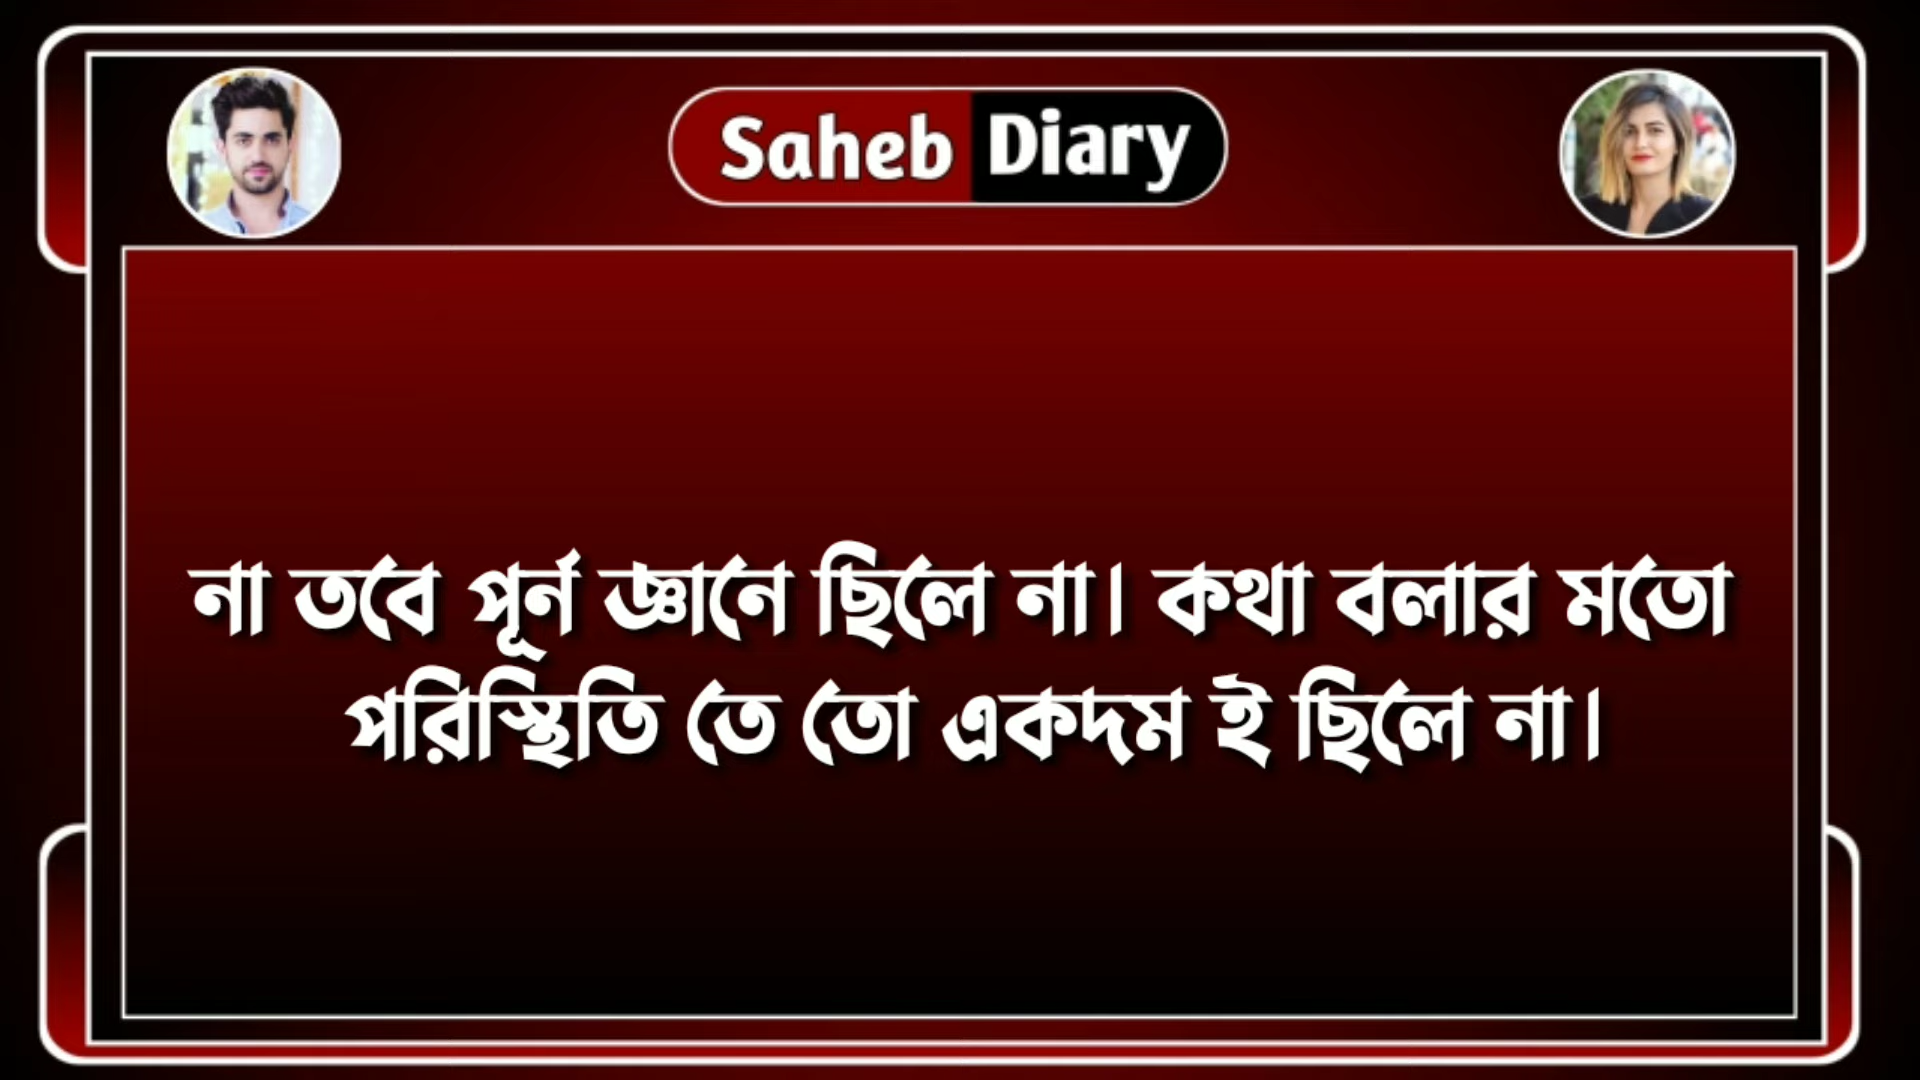 Saheb Diary
না তবে পূর্ন জ্ঞানে ছিলে না। কথা বলার মতো
পরিস্থিতি তে তো একদম ই ছিলে না।